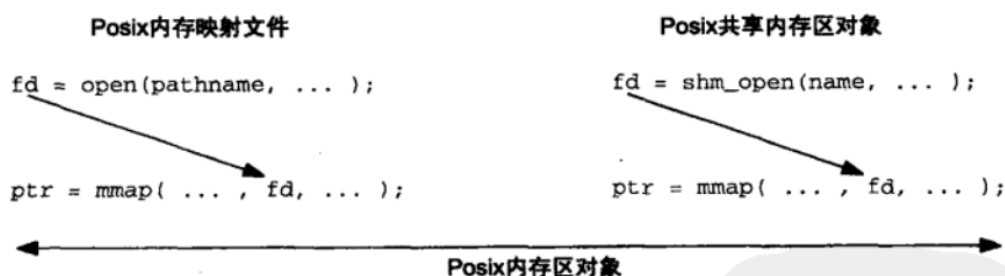 Posix内存映射文件
fd = open(pathname, ... );
ptr = mmap( ... , fd, ... );
Posix共享内存区对象
fd = shm_open(name, ... );
ptr = mmap( ... , fd, ... );
Posix内存区对象